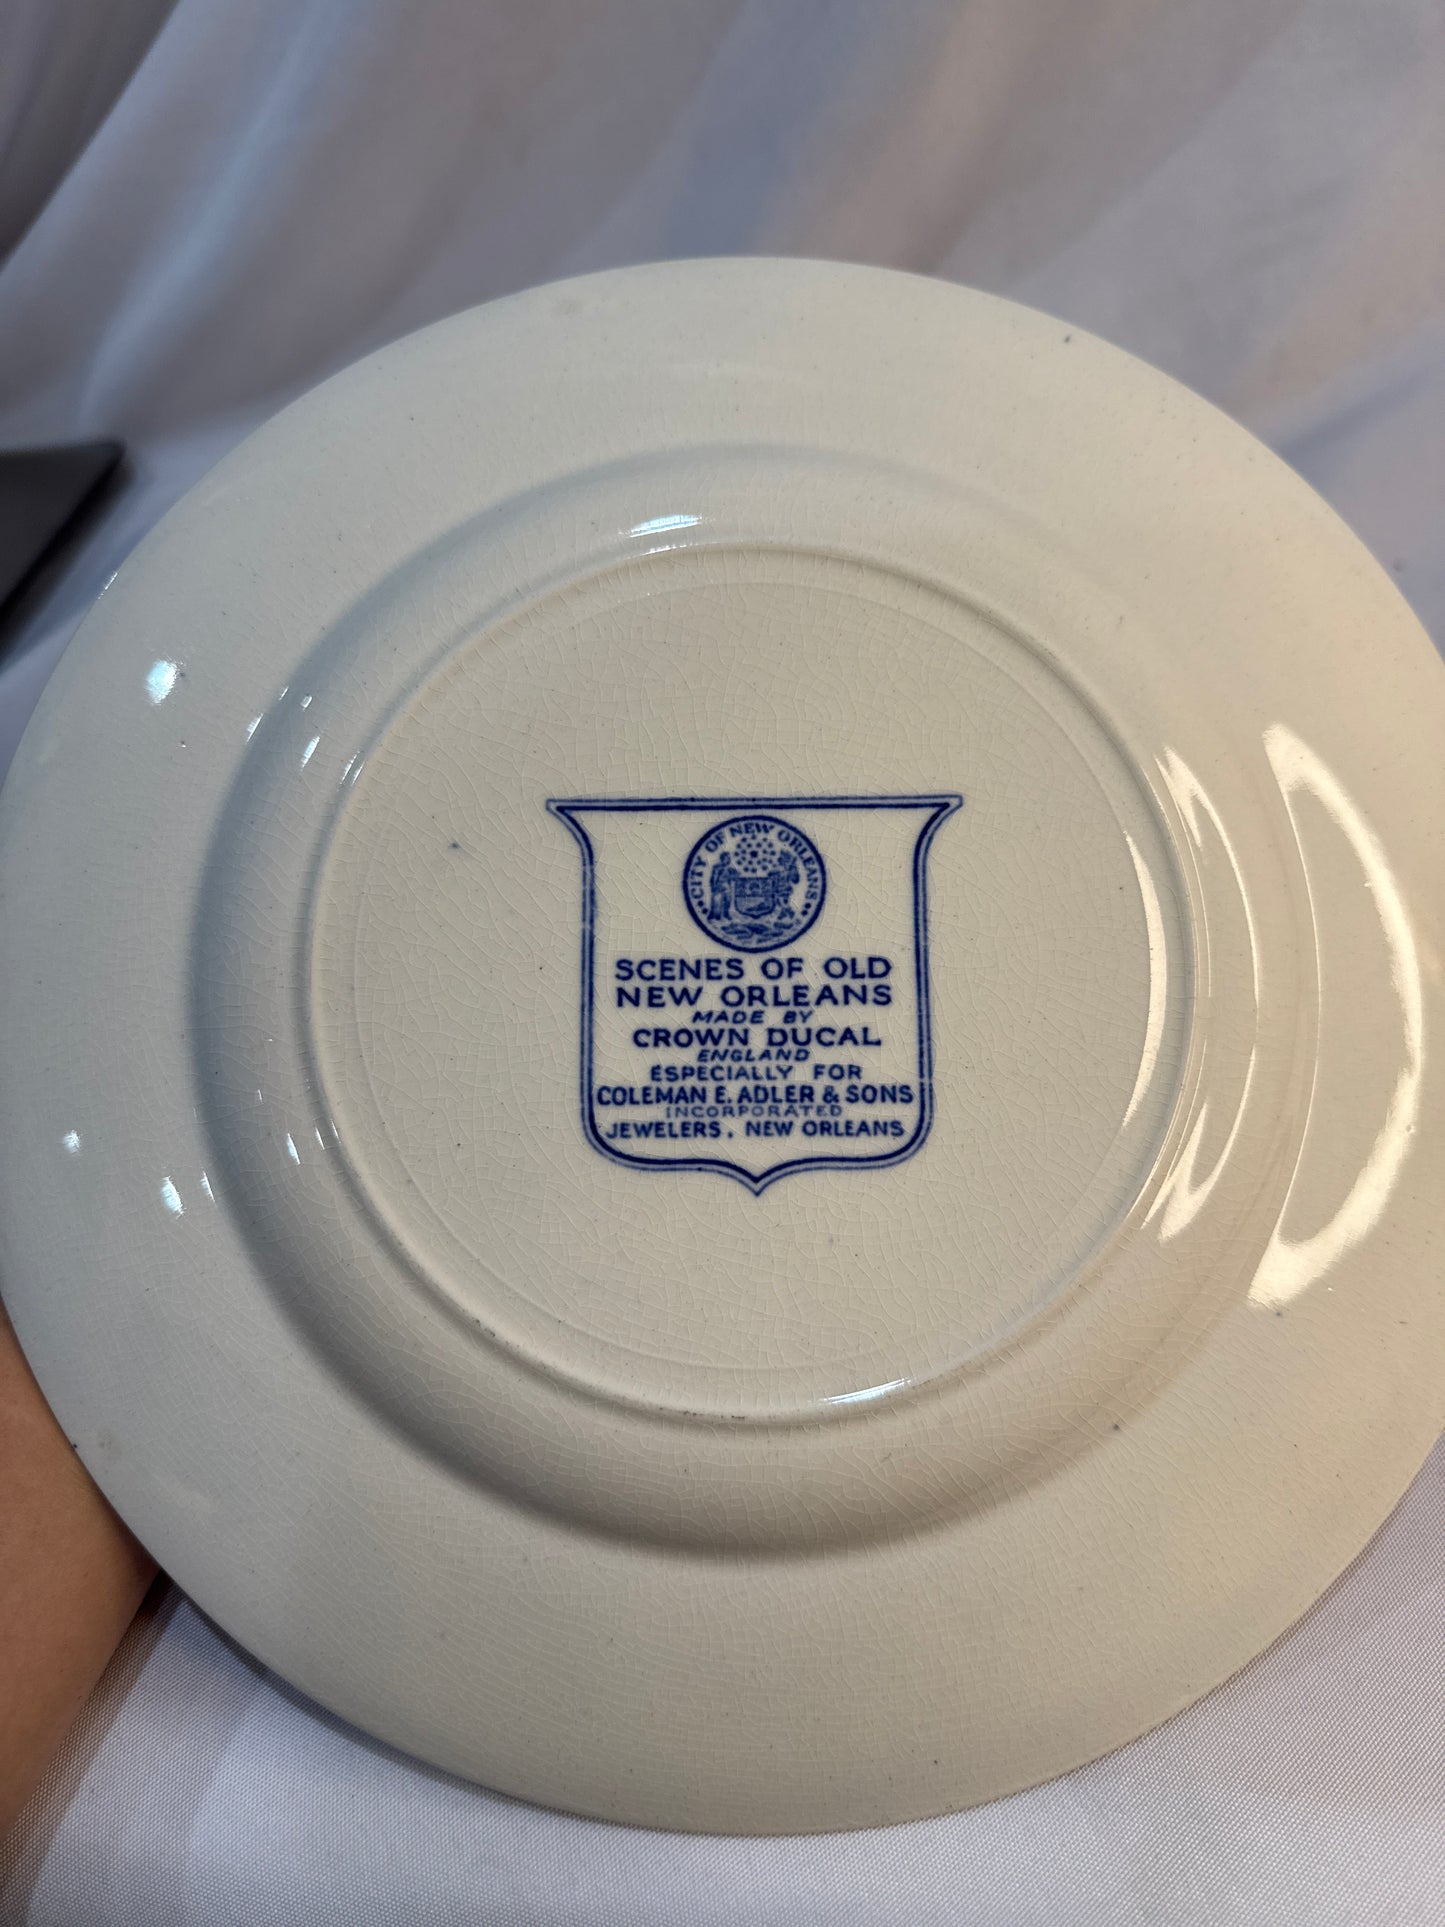 CITY OF NEW ORLEANS
SCENES OF OLD
NEW ORLEANS
MADE BY
CROWN DUCAL
ENGLAND
ESPECIALLY FOR
COLEMAN E. ADLER & SONS
INCORPORATED
JEWELERS, NEW ORLEANS